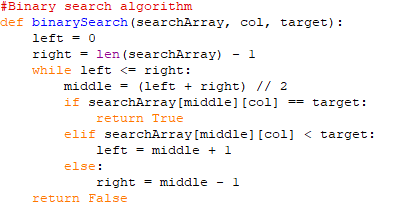 #Binary search algorithm
def binarySearch(searchArray, col, target):
    left = 0
    right = len(searchArray) - 1
    while left <= right:
        middle = (left + right) // 2
        if searchArray[middle][col] == target:
            return True
        elif searchArray[middle][col] < target:
            left = middle + 1
        else:
            right = middle - 1
    return False